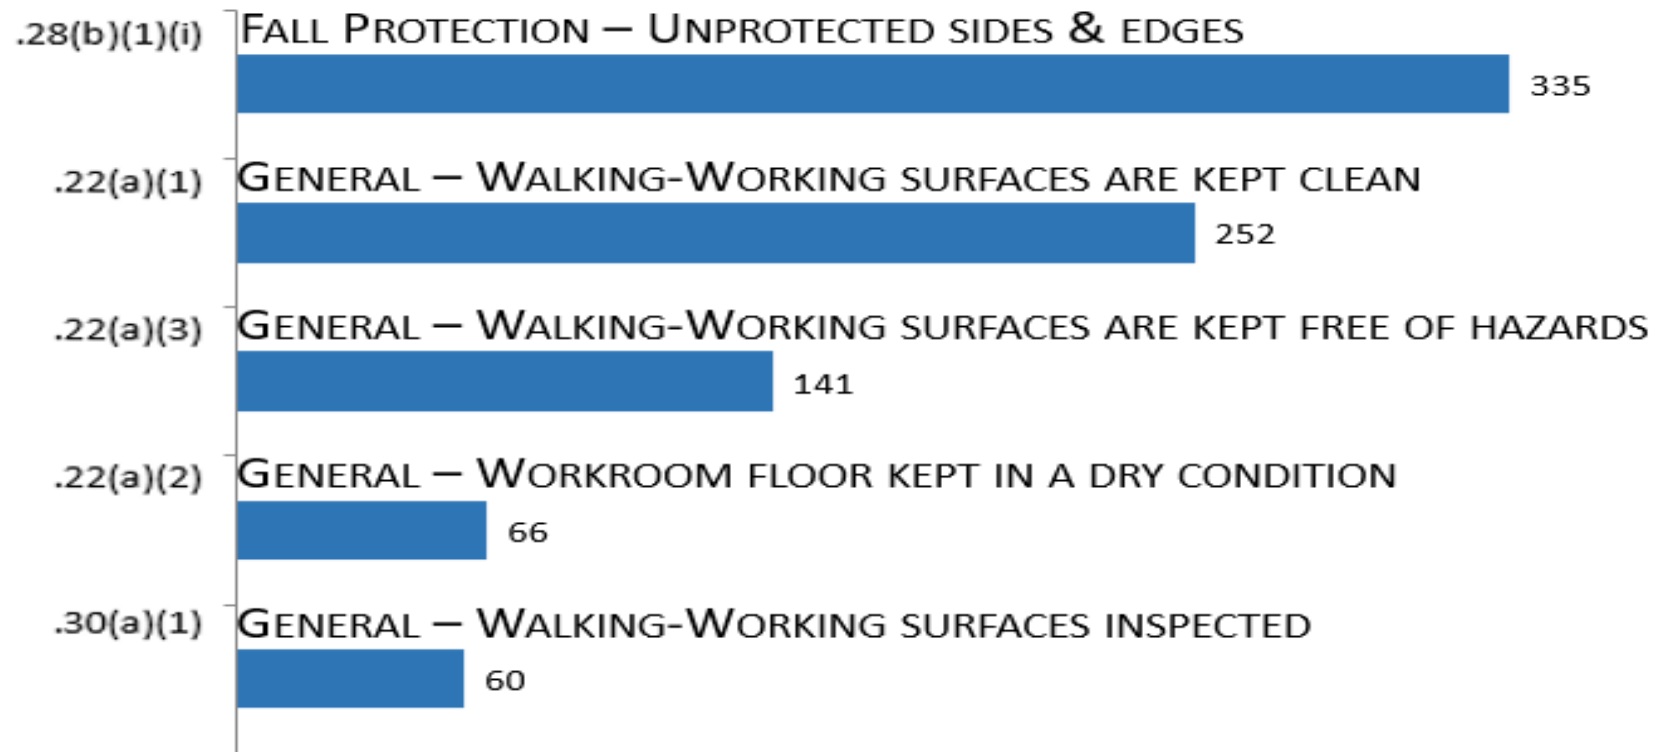 .28(b)(1)(i) FALL PROTECTION – UNPROTECTED SIDES & EDGES
335
.22(a)(1) GENERAL – WALKING-WORKING SURFACES ARE KEPT CLEAN
252
.22(a)(3) GENERAL – WALKING-WORKING SURFACES ARE KEPT FREE OF HAZARDS
141
.22(a)(2) GENERAL – WORKROOM FLOOR KEPT IN A DRY CONDITION
66
.30(a)(1) GENERAL – WALKING-WORKING SURFACES INSPECTED
60